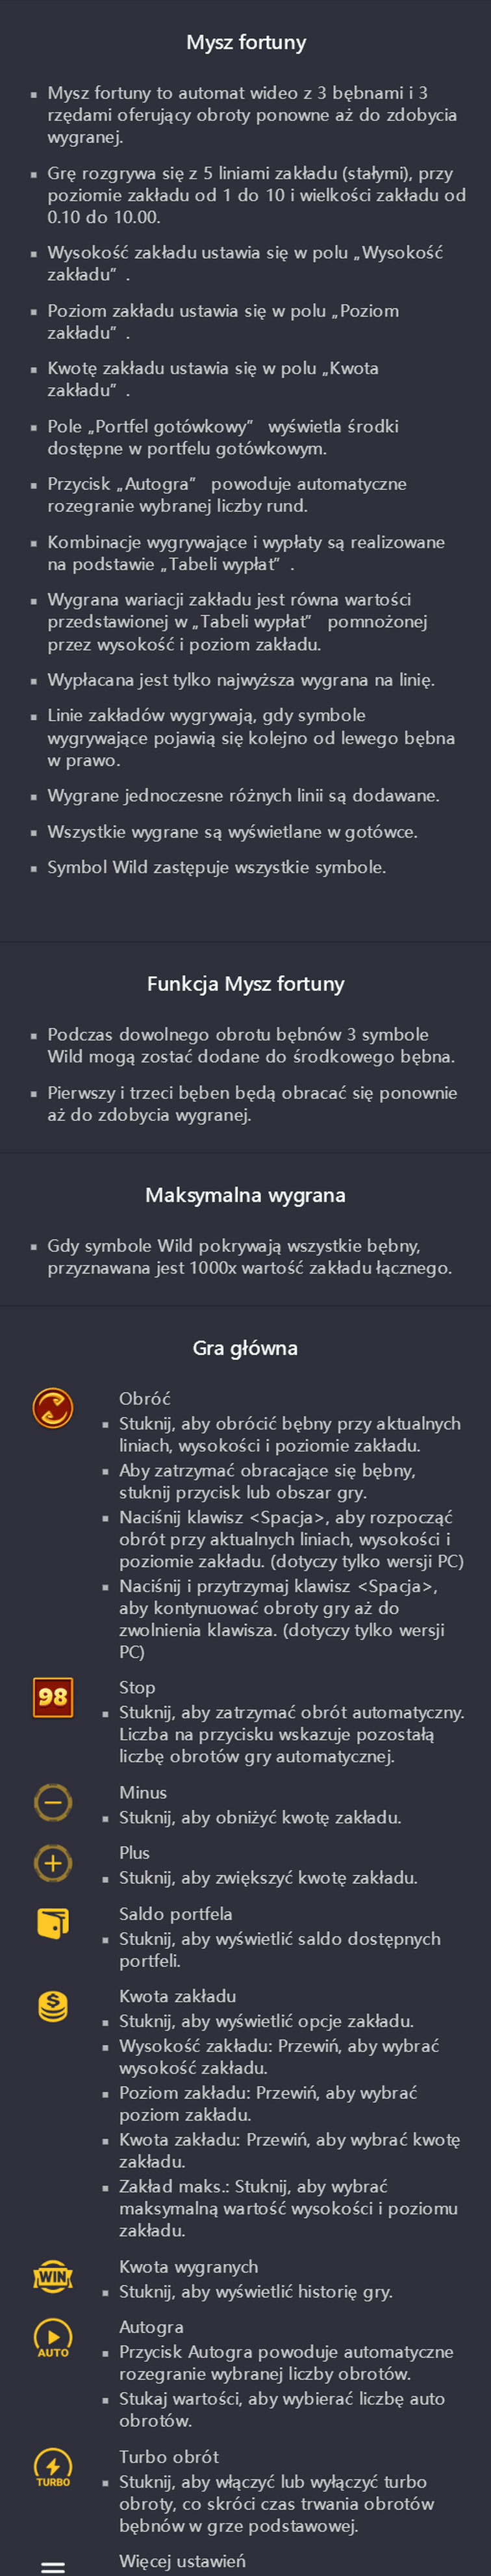 Mysz fortuny
Mysz fortuny to automat wideo z 3 bębnami i 3
rzędami oferujący obroty ponowne aż do zdobycia
wygranej.
Grę rozgrywa się z 5 liniami zakładu (stałymi), przy
poziomie zakładu od 1 do 10 i wielkości zakładu od
0.10 do 10.00.
Wysokość zakładu ustawia się w polu „Wysokość
zakładu” .
Poziom zakładu ustawia się w polu „Poziom
zakładu” .
Kwotę zakładu ustawia się w polu „Kwota
zakładu” .
Pole „Portfel gotówkowy” wyświetla środki
dostępne w portfelu gotówkowym.
Przycisk „Autogra” powoduje automatyczne
rozegranie wybranej liczby rund.
Kombinacje wygrywające i wypłaty są realizowane
na podstawie „Tabeli wypłat” .
Wygrana wariacji zakładu jest równa wartości
przedstawionej w „Tabeli wypłat” pomnożonej
przez wysokość i poziom zakładu.
Wypłacana jest tylko najwyższa wygrana na linię.
Linie zakładów wygrywają, gdy symbole
wygrywające pojawią się kolejno od lewego bębna
w prawo.
Wygrane jednoczesne różnych linii są dodawane.
Wszystkie wygrane są wyświetlane w gotówce.
Symbol Wild zastępuje wszystkie symbole.
Funkcja Mysz fortuny
Podczas dowolnego obrotu bębnów 3 symbole
Wild mogą zostać dodane do środkowego bębna.
Pierwszy i trzeci bęben będą obracać się ponownie
aż do zdobycia wygranej.
Maksymalna wygrana
Gdy symbole Wild pokrywają wszystkie bębny,
przyznawana jest 1000x wartość zakładu łącznego.
Gra główna
Obróć
Stuknij, aby obrócić bębny przy aktualnych
liniach, wysokości i poziomie zakładu.
Aby zatrzymać obracające się bębny,
stuknij przycisk lub obszar gry.
Naciśnij klawisz <Spacja>, aby rozpocząć
obrót przy aktualnych liniach, wysokości i
poziomie zakładu. (dotyczy tylko wersji PC)
Naciśnij i przytrzymaj klawisz <Spacja>,
aby kontynuować obroty gry aż do
zwolnienia klawisza. (dotyczy tylko wersji
PC)
98
Stop
Stuknij, aby zatrzymać obrót automatyczny.
Liczba na przycisku wskazuje pozostałą
liczbę obrotów gry automatycznej.
Minus
Stuknij, aby obniżyć kwotę zakładu.
Plus
Stuknij, aby zwiększyć kwotę zakładu.
Saldo portfela
Stuknij, aby wyświetlić saldo dostępnych
portfeli.
Kwota zakładu
Stuknij, aby wyświetlić opcje zakładu.
Wysokość zakładu: Przewiń, aby wybrać
wysokość zakładu.
Poziom zakładu: Przewiń, aby wybrać
poziom zakładu.
Kwota zakładu: Przewiń, aby wybrać kwotę
zakładu.
Zakład maks.: Stuknij, aby wybrać
maksymalną wartość wysokości i poziomu
zakładu.
WIN
Kwota wygranych
Stuknij, aby wyświetlić historię gry.
AUTO
Autogra
Przycisk Autogra powoduje automatyczne
rozegranie wybranej liczby obrotów.
Stukaj wartości, aby wybierać liczbę auto
obrotów.
TURBO
Turbo obrót
Stuknij, aby włączyć lub wyłączyć turbo
obroty, co skróci czas trwania obrotów
bębnów w grze podstawowej.
Więcej ustawień